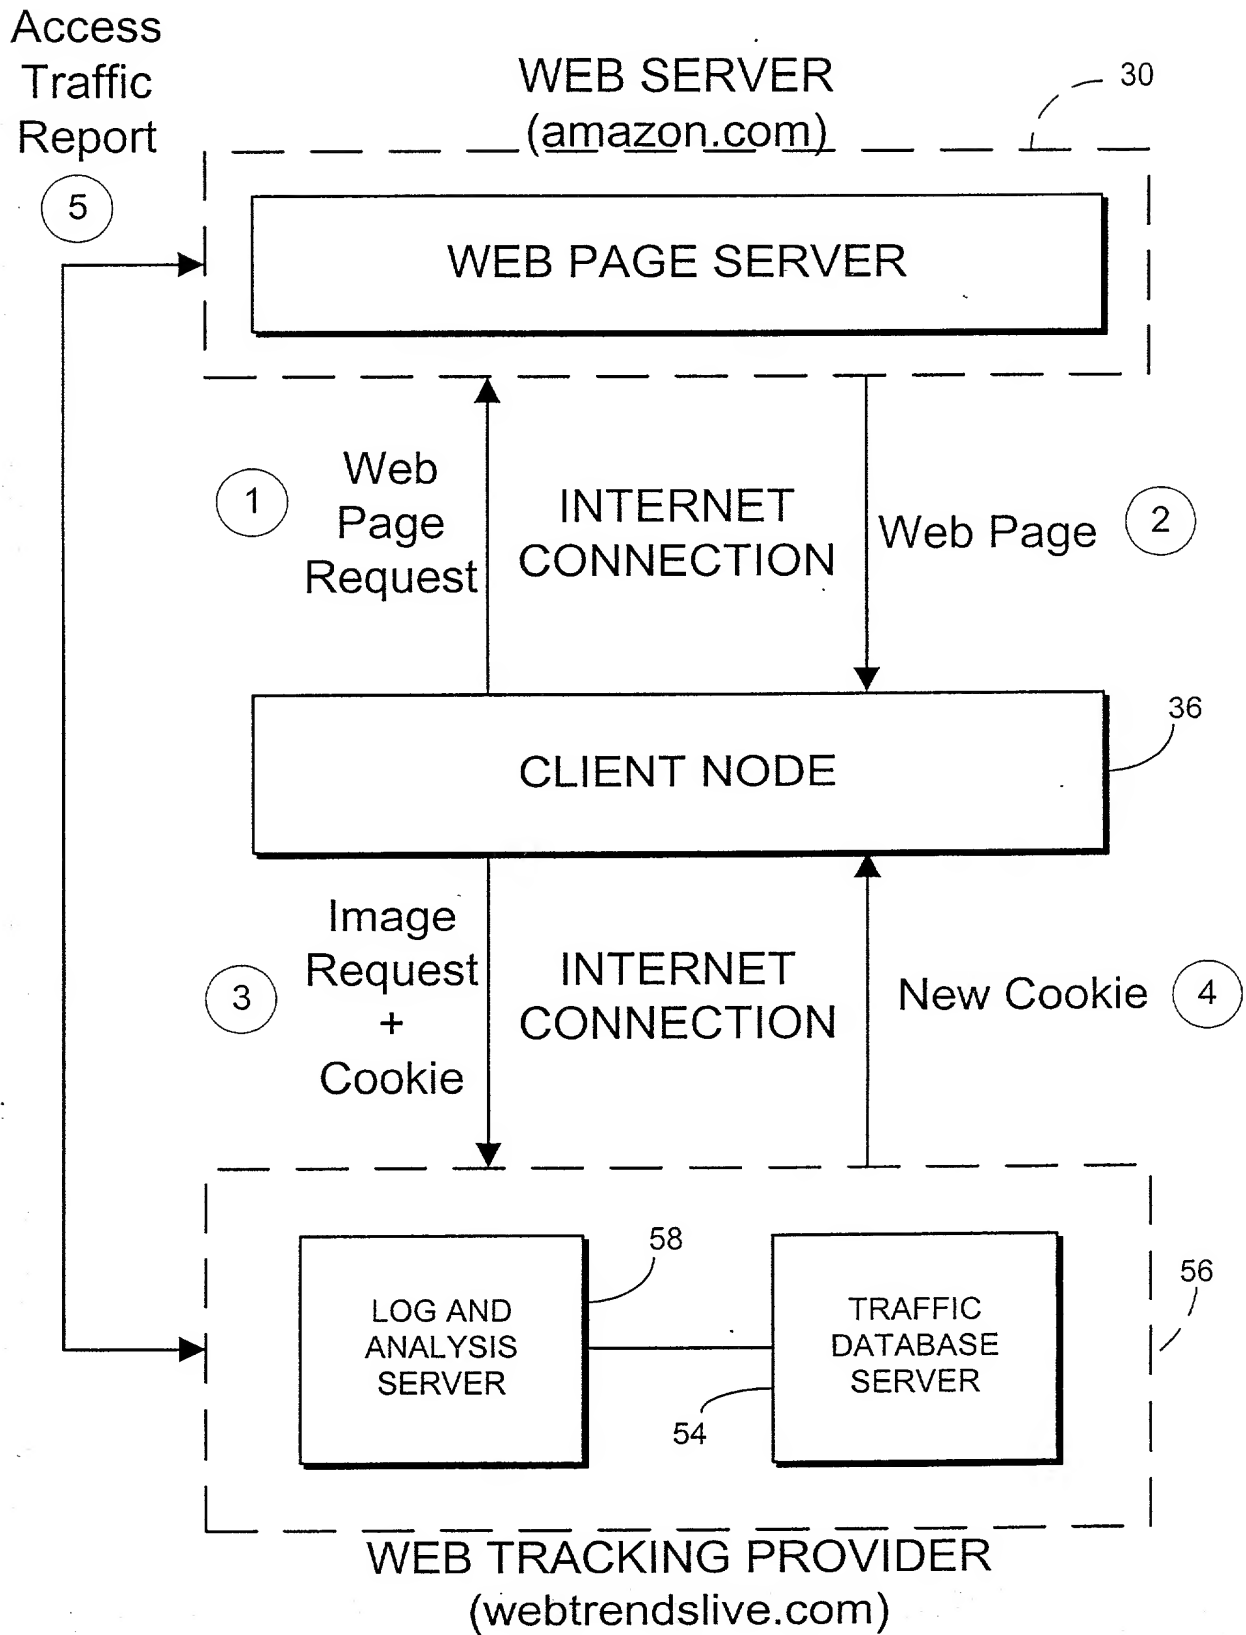 Access
Traffic
Report
5
WEB SERVER
(amazon.com)
30
WEB PAGE SERVER
1
Web
Page
Request
INTERNET
CONNECTION
Web Page
2
36
CLIENT NODE
3
Image
Request
+
Cookie
INTERNET
CONNECTION
New Cookie
4
58
LOG AND
ANALYSIS
SERVER
54
TRAFFIC
DATABASE
SERVER
56
WEB TRACKING PROVIDER
(webtrendslive.com)